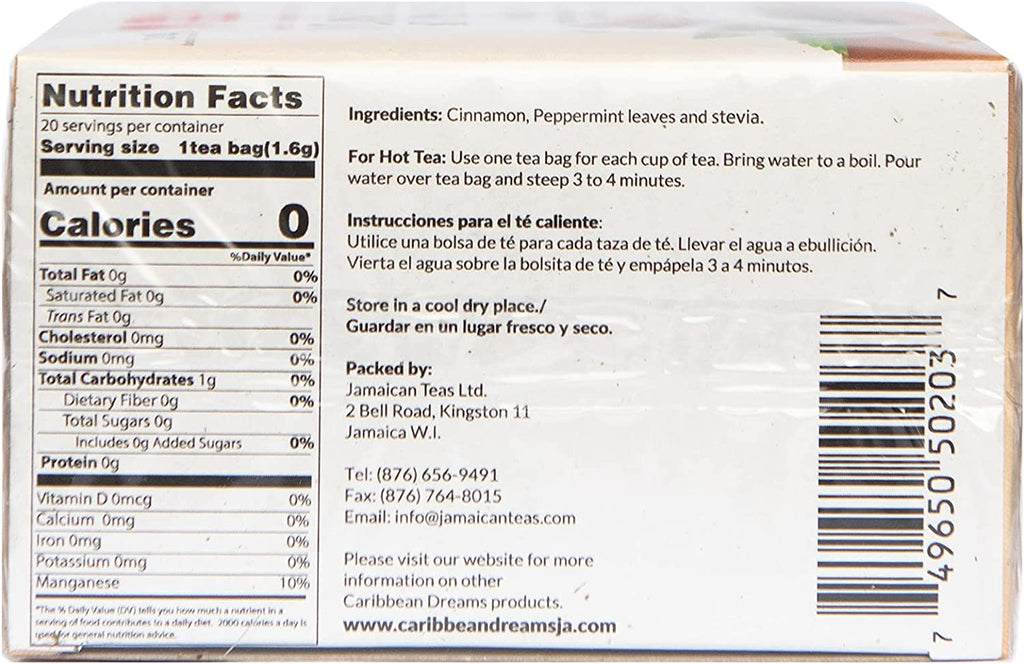 Nutrition Facts
20 servings per container
Serving size 1tea bag(1.6g)
Amount per container
Calories 0
%Daily Value*
Total Fat 0g 0%
Saturated Fat 0g 0%
Trans Fat 0g
Cholesterol 0mg 0%
Sodium 0mg 0%
Total Carbohydrates 1g 0%
Dietary Fiber 0g 0%
Total Sugars 0g
Includes 0g Added Sugars 0%
Protein 0g
Vitamin D 0mcg 0%
Calcium 0mg 0%
Iron 0mg 0%
Potassium 0mg 0%
Manganese 10%
*The % Daily Value (DV) tells you how much a nutrient in a
serving of food contributes to a daily diet. 2000 calories a day is
used for general nutrition advice.
Ingredients: Cinnamon, Peppermint leaves and stevia.
For Hot Tea: Use one tea bag for each cup of tea. Bring water to a boil. Pour
water over tea bag and steep 3 to 4 minutes.
Instrucciones para el té caliente:
Utilice una bolsa de té para cada taza de té. Llevar el agua a ebullición.
Vierta el agua sobre la bolsita de té y empápela 3 a 4 minutos.
Store in a cool dry place./
Guardar en un lugar fresco y seco.
Packed by:
Jamaican Teas Ltd.
2 Bell Road, Kingston 11
Jamaica W.I.
Tel: (876) 656-9491
Fax: (876) 764-8015
Email: info@jamaicanteas.com
Please visit our website for more
information on other
Caribbean Dreams products.
www.caribbeandreamsja.com
7 49650 50203 7